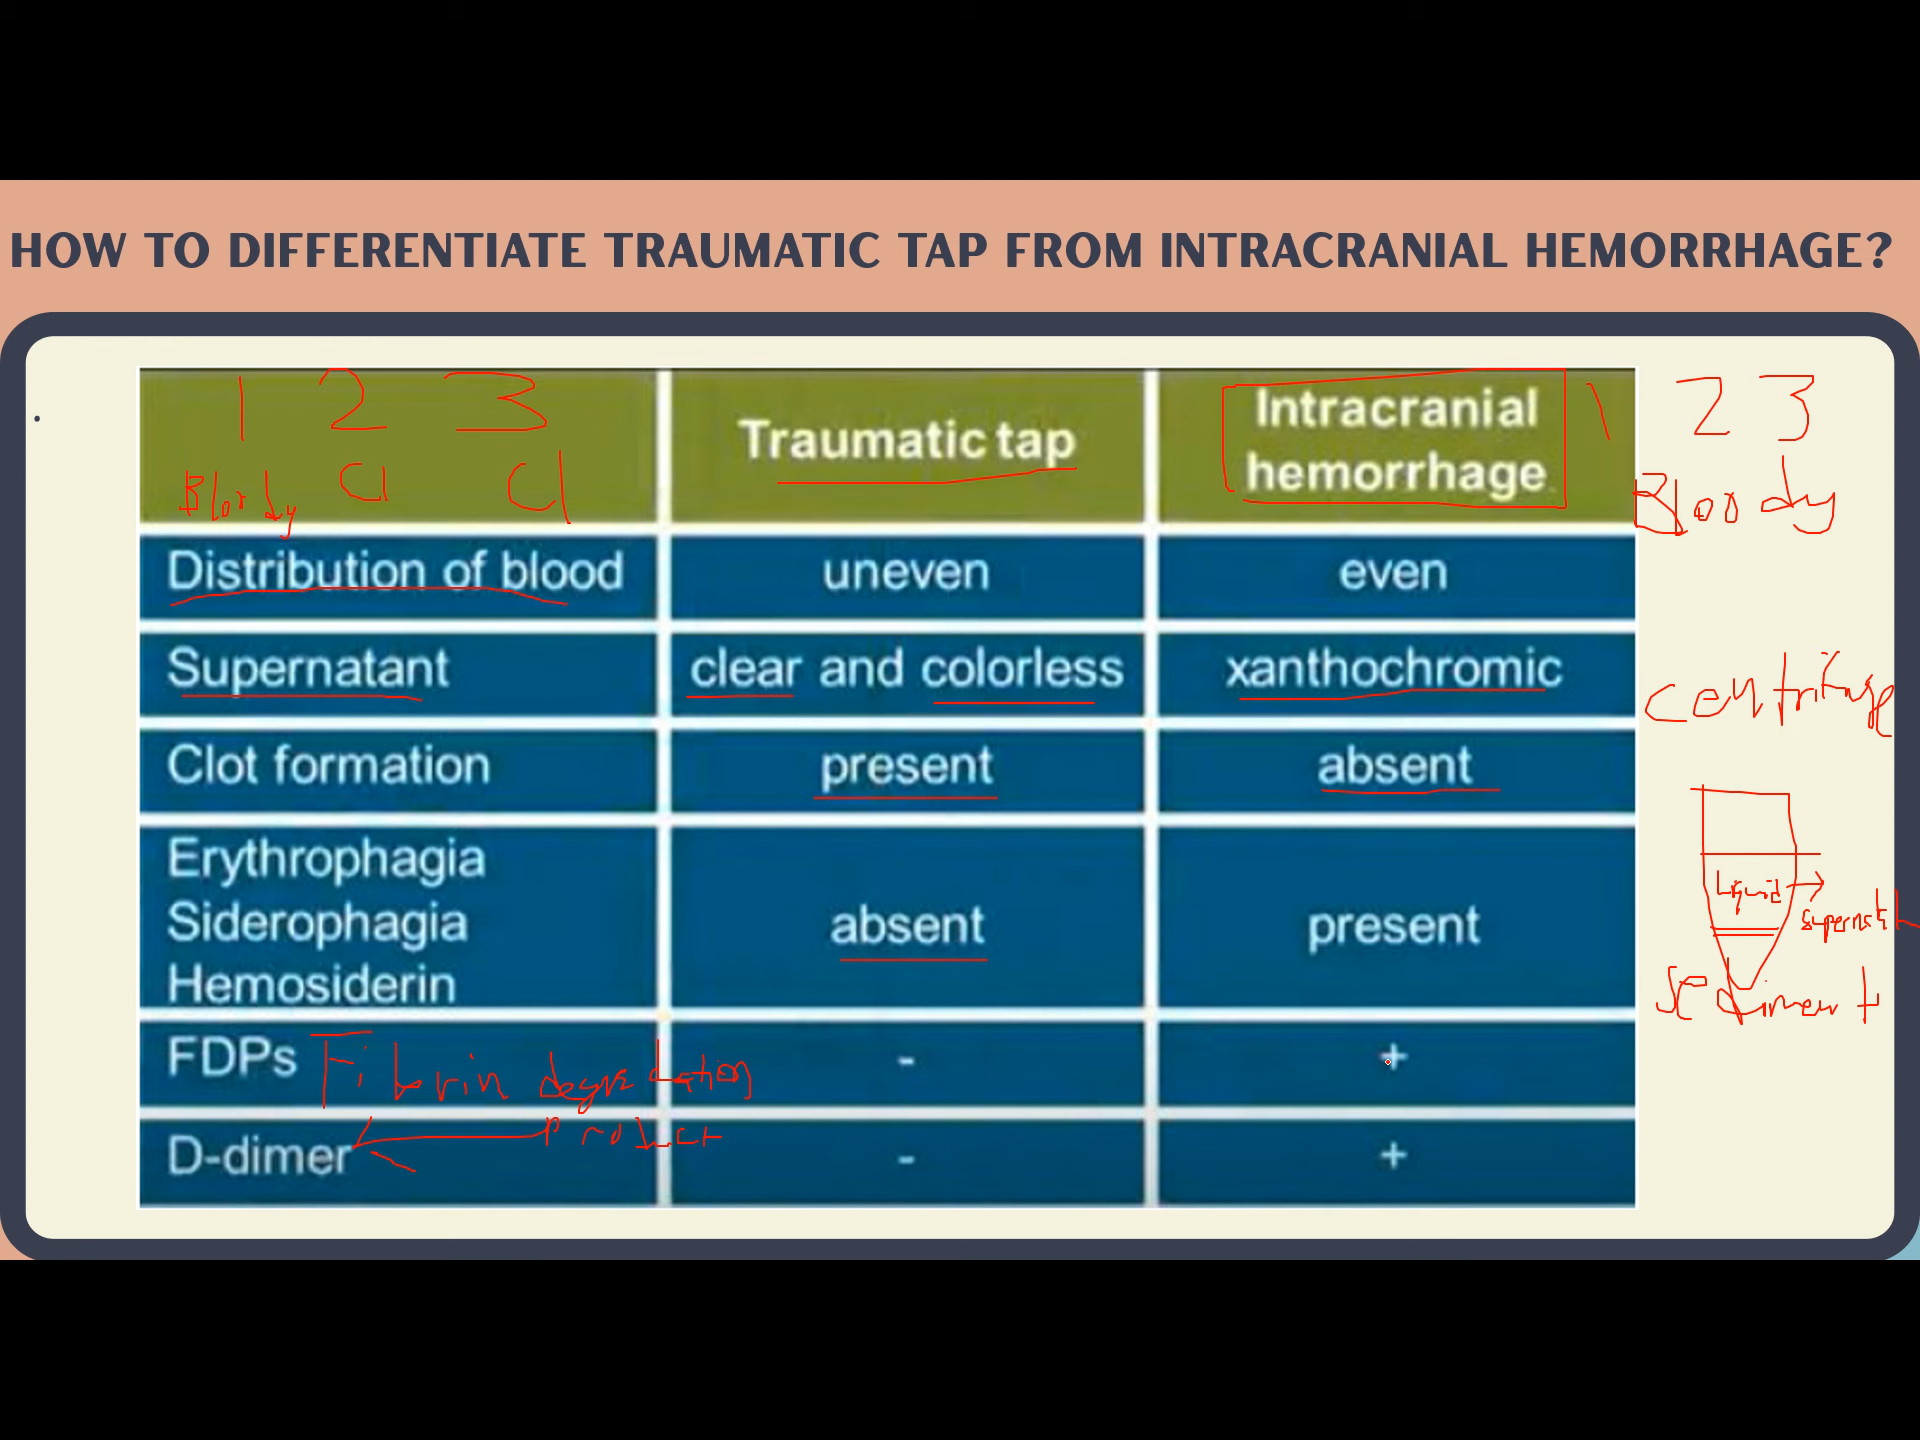 HOW TO DIFFERENTIATE TRAUMATIC TAP FROM INTRACRANIAL HEMORRHAGE?
1 2 3
Bloody Cl Cl
Traumatic tap
Intracranial
hemorrhage
1 2 3
Bloody
Distribution of blood uneven even
Supernatant clear and colorless xanthochromic
centrifuge
Clot formation present absent
Erythrophagia
Siderophagia
Hemosiderin
absent present
liquid
sediment
FDPs Fibrin degradation - +
product
D-dimer - +